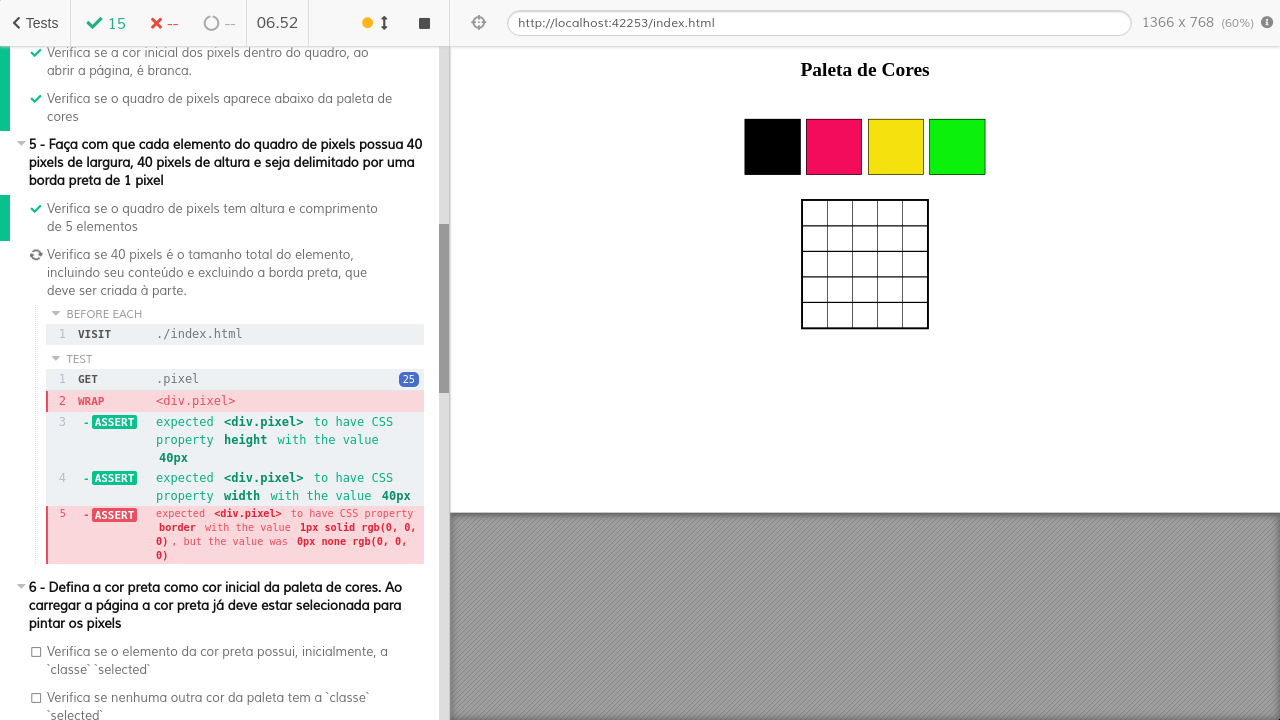 Tests
15
--
--
06.52
http://localhost:42253/index.html
1366 x 768 (60%)
Verifica se a cor inicial dos pixels dentro do quadro, ao
abrir a página, é branca.
Verifica se o quadro de pixels aparece abaixo da paleta de
cores
5 - Faça com que cada elemento do quadro de pixels possua 40
pixels de largura, 40 pixels de altura e seja delimitado por uma
borda preta de 1 pixel
Verifica se o quadro de pixels tem altura e comprimento
de 5 elementos
Verifica se 40 pixels é o tamanho total do elemento,
incluindo seu conteúdo e excluindo a borda preta, que
deve ser criada à parte.
BEFORE EACH
1 VISIT ./index.html
TEST
1 GET .pixel 25
2 WRAP <div.pixel>
3 -ASSERT expected <div.pixel> to have CSS
property height with the value
40px
4 -ASSERT expected <div.pixel> to have CSS
property width with the value 40px
5 -ASSERT expected <div.pixel> to have CSS property
border with the value 1px solid rgb(0, 0,
0), but the value was 0px none rgb(0, 0,
0)
6 - Defina a cor preta como cor inicial da paleta de cores. Ao
carregar a página a cor preta já deve estar selecionada para
pintar os pixels
Verifica se o elemento da cor preta possui, inicialmente, a
`classe` `selected`
Verifica se nenhuma outra cor da paleta tem a `classe`
`selected`
Paleta de Cores